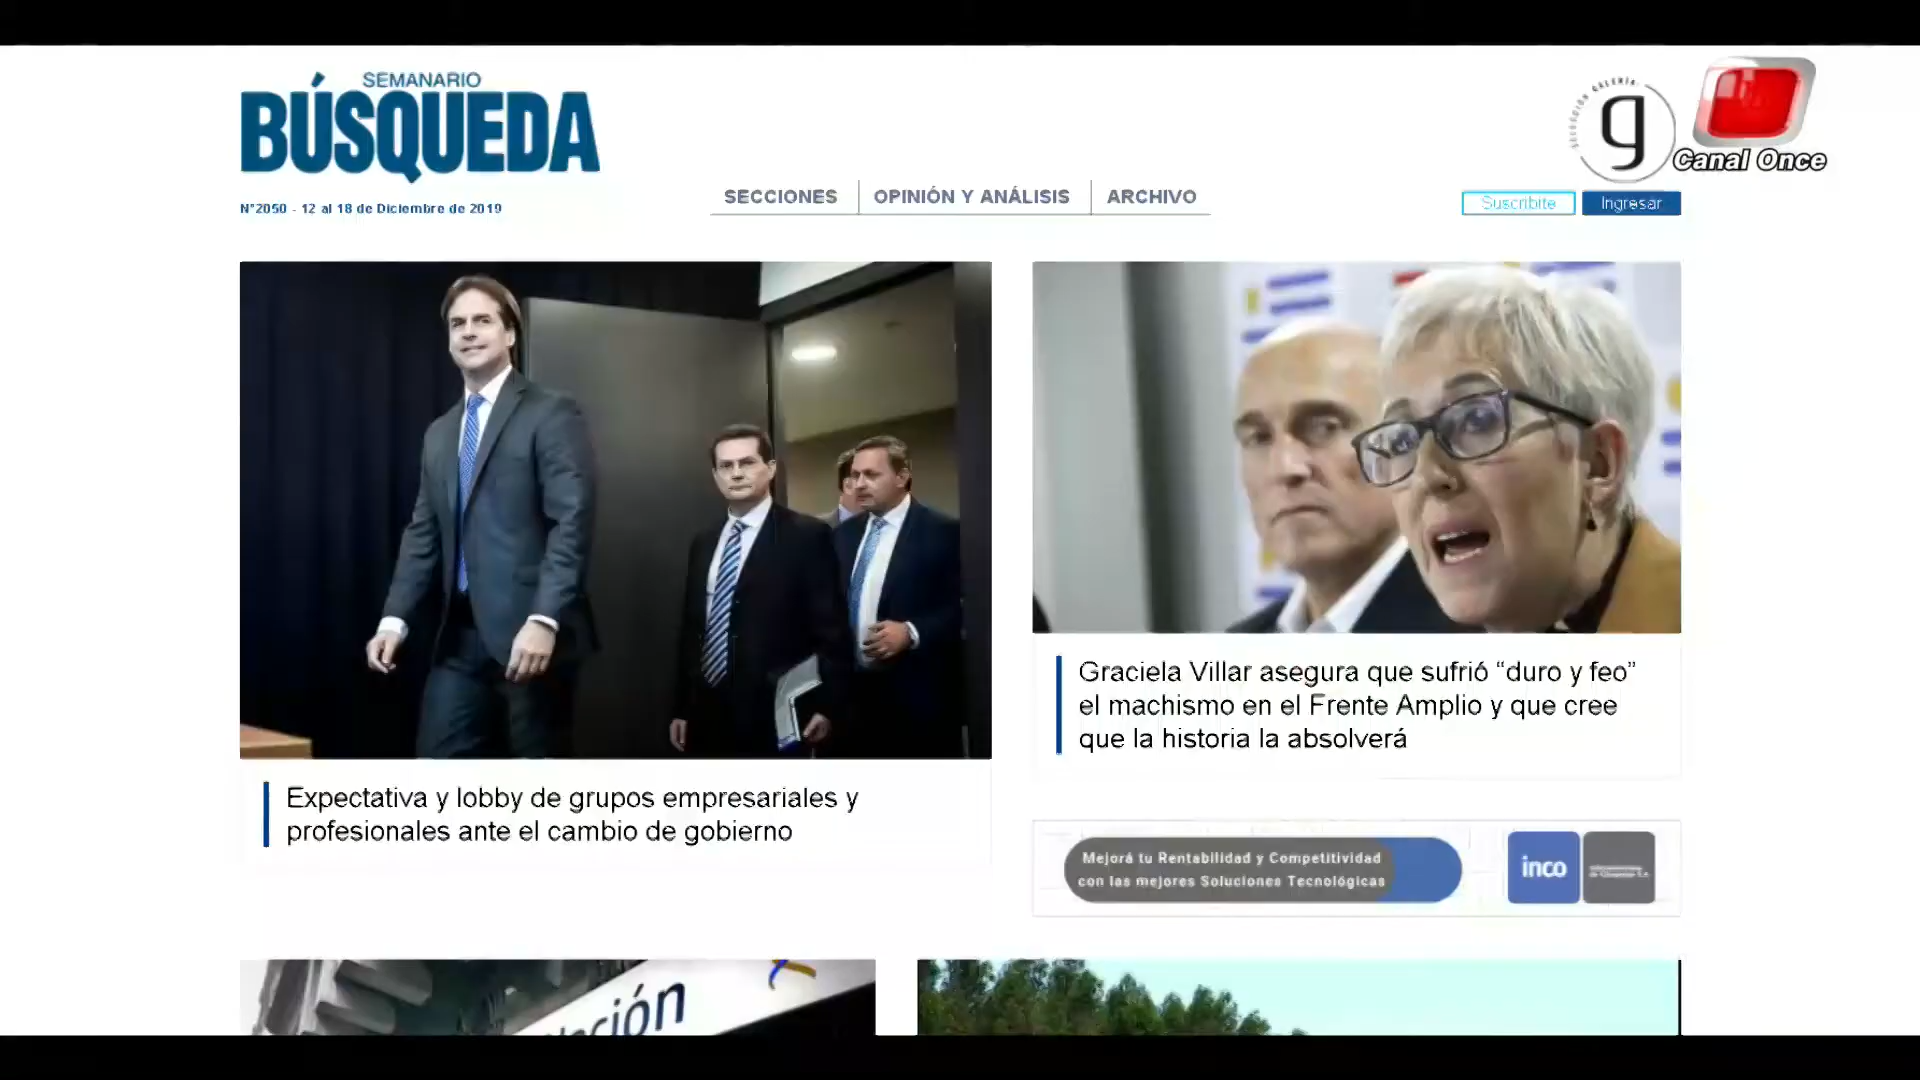 SEMANARIO
BÚSQUEDA
N°2050 - 12 al 18 de Diciembre de 2019
SECCIONES
OPINIÓN Y ANÁLISIS
ARCHIVO
g
Canal Once
Suscribite
Ingresar
Graciela Villar asegura que sufrió “duro y feo”
el machismo en el Frente Amplio y que cree
que la historia la absolverá
Expectativa y lobby de grupos empresariales y
profesionales ante el cambio de gobierno
Mejorá tu Rentabilidad y Competitividad
con las mejores Soluciones Tecnológicas
inco